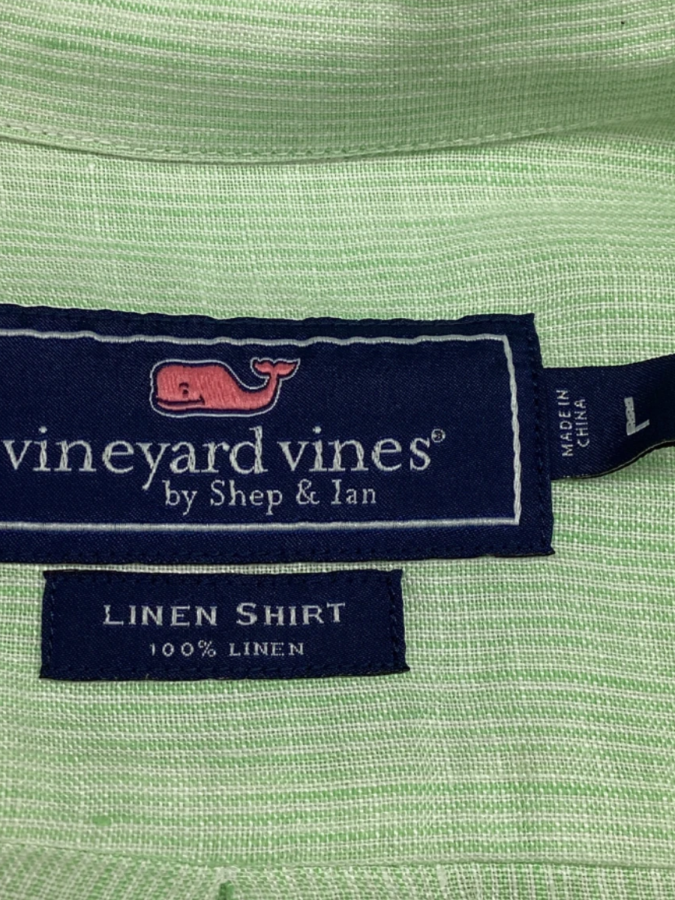 vineyard vines®
by Shep & Ian
MADE IN
CHINA
L
LINEN SHIRT
100% LINEN